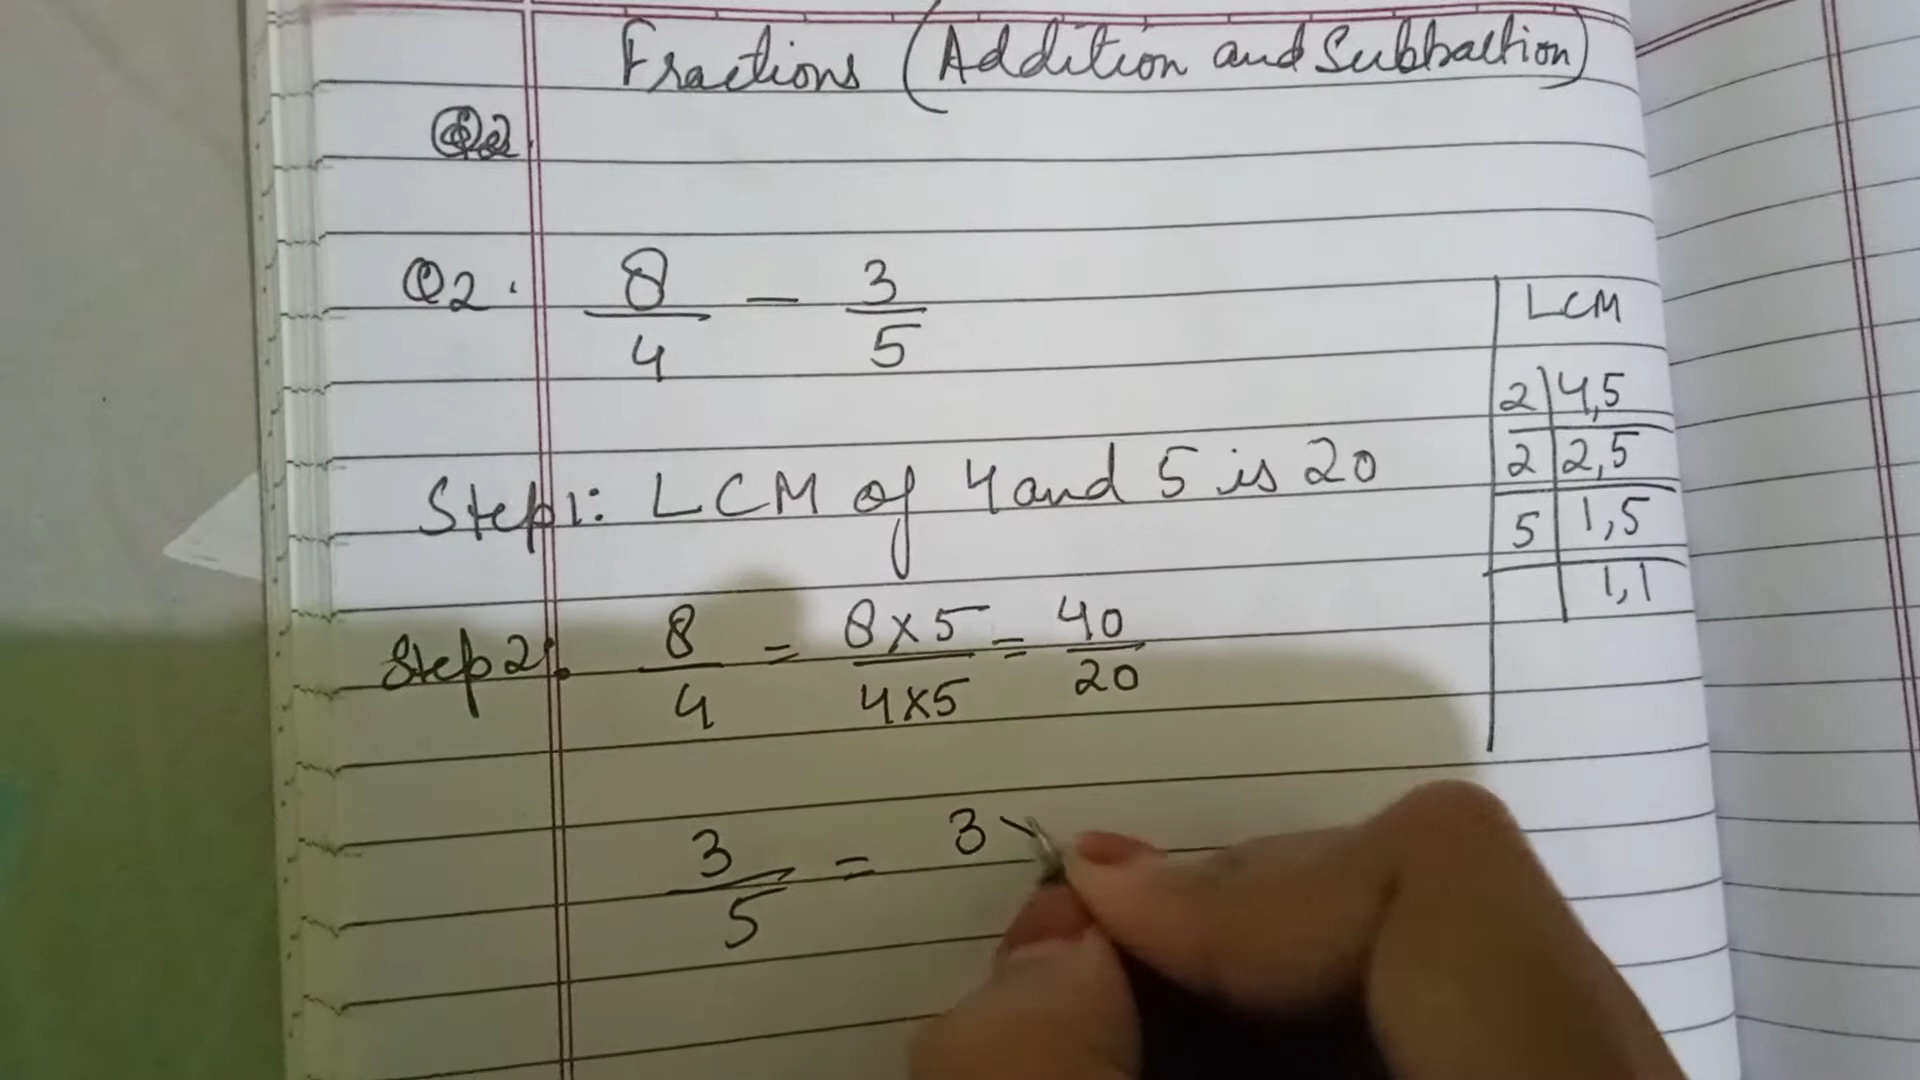 Fractions (Addition and Subtraction)
Q2
Q2. 8/4 - 3/5
LCM
2 | 4,5
2 | 2,5
5 | 1,5
1,1
Step1: LCM of 4 and 5 is 20
Step2: 8/4 = 8×5/4×5 = 40/20
3/5 = 3